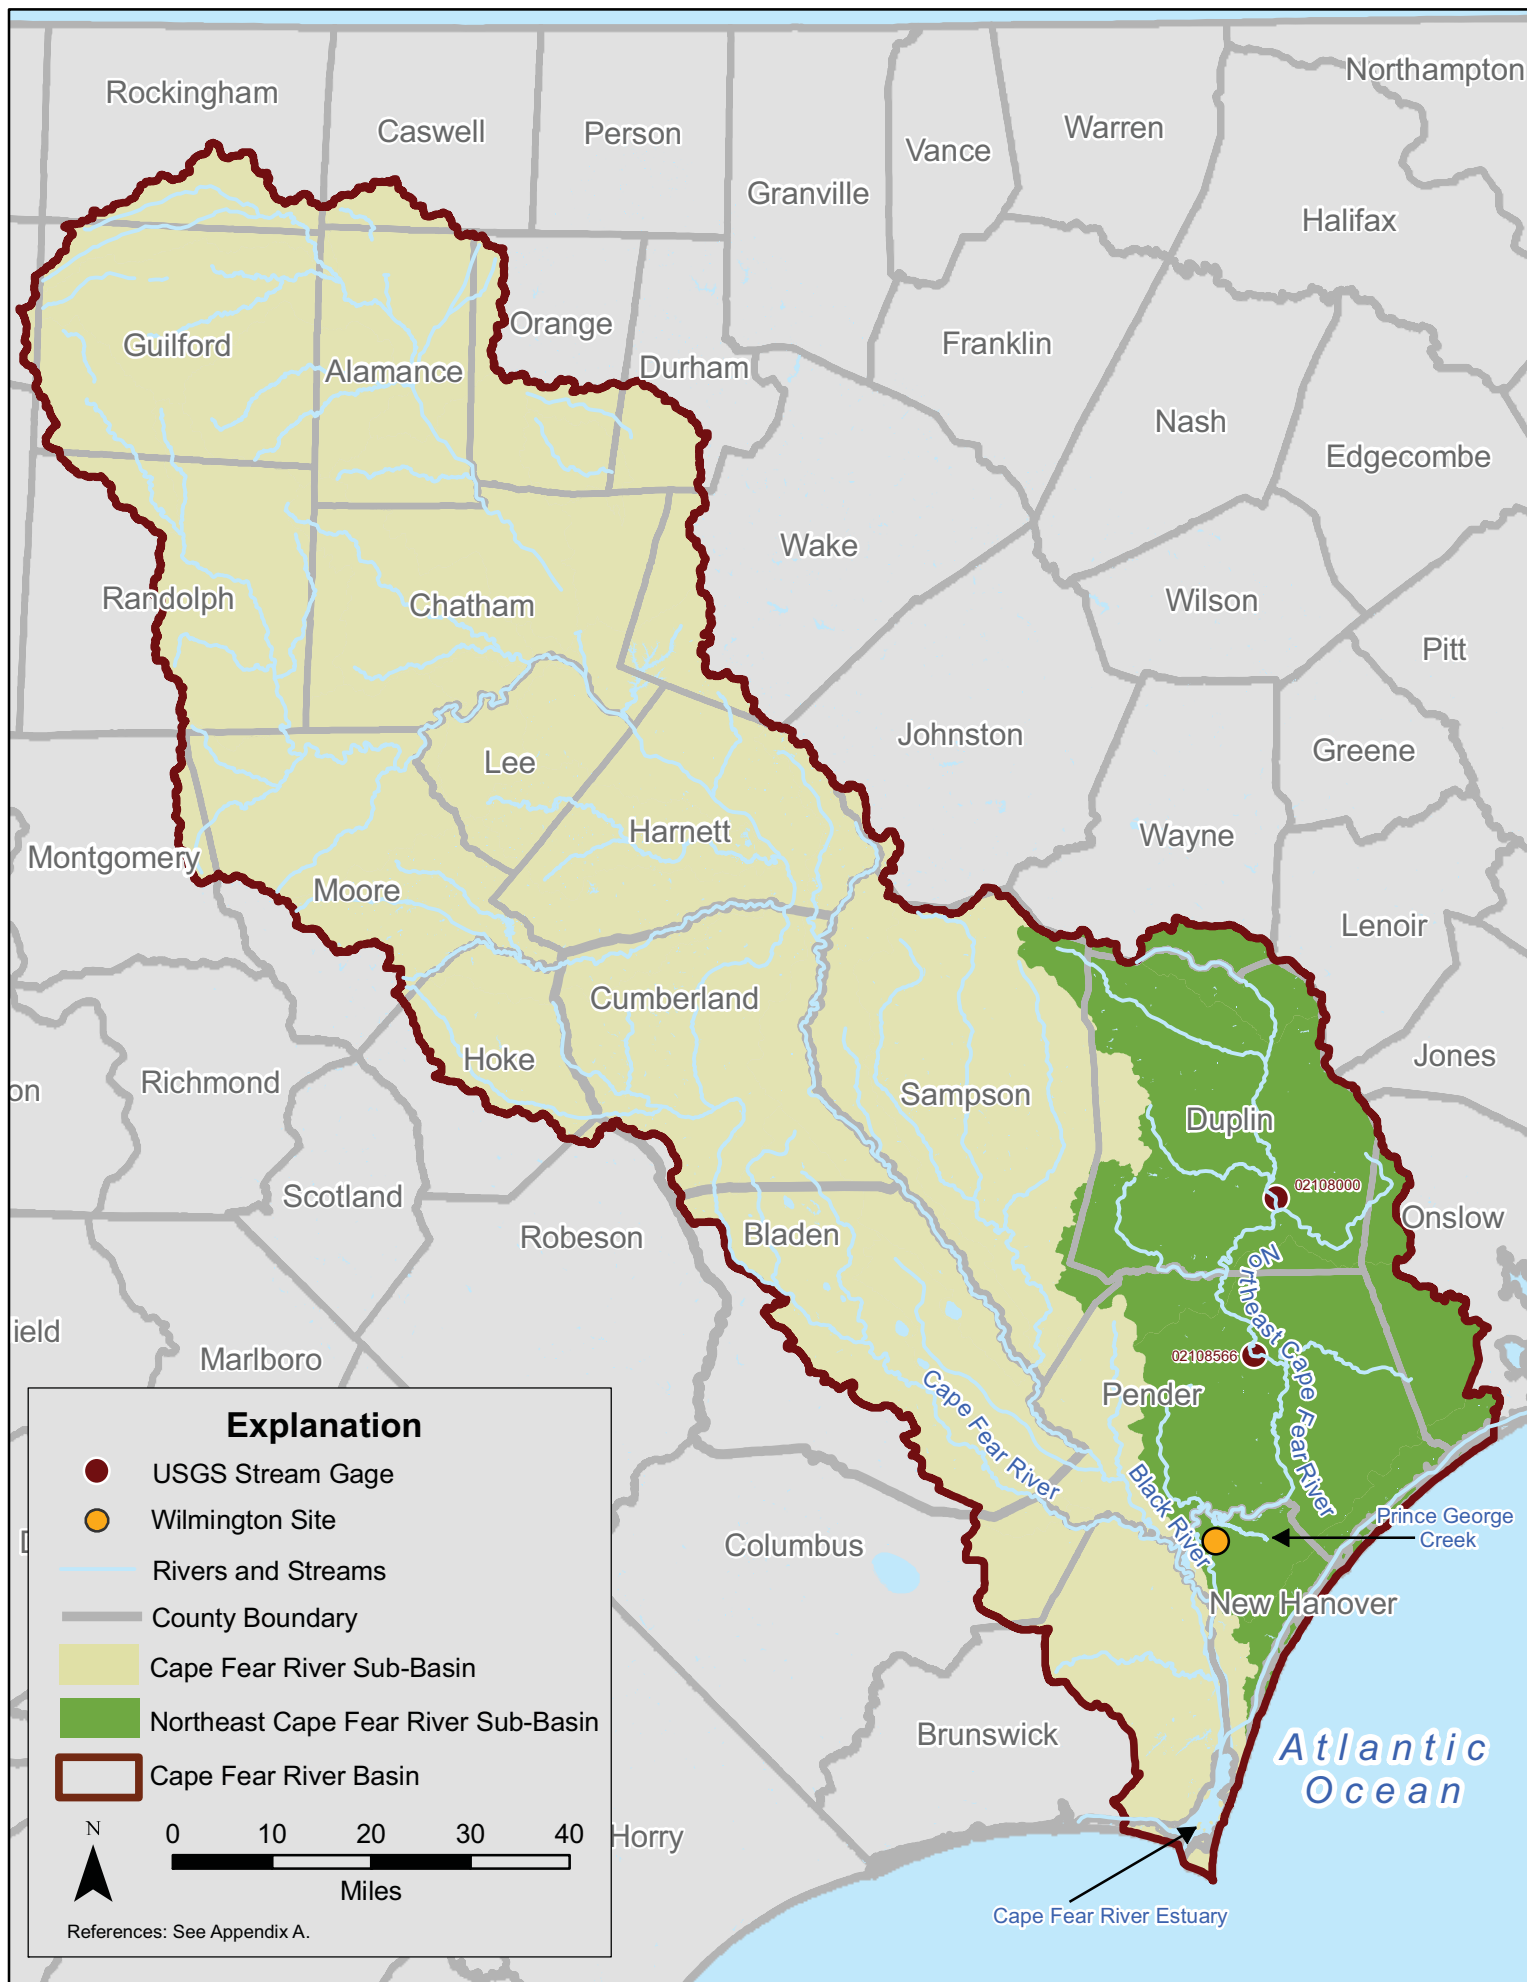 Northampton
Rockingham
Caswell
Person
Vance
Warren
Granville
Halifax
Orange
Guilford
Alamance
Durham
Franklin
Nash
Edgecombe
Wake
Randolph
Chatham
Wilson
Pitt
Johnston
Greene
Lee
Harnett
Wayne
Montgomery
Moore
Lenoir
Cumberland
Hoke
Richmond
on
Jones
Sampson
Duplin
02108000
Scotland
Onslow
Robeson
Bladen
Northeast Cape Fear River
ield
Marlboro
02108566
Pender
Cape Fear River
Black River
Prince George
Creek
Columbus
New Hanover
Brunswick
Atlantic
Ocean
Horry
Cape Fear River Estuary
Explanation
USGS Stream Gage
Wilmington Site
Rivers and Streams
County Boundary
Cape Fear River Sub-Basin
Northeast Cape Fear River Sub-Basin
Cape Fear River Basin
N
0 10 20 30 40
Miles
References: See Appendix A.